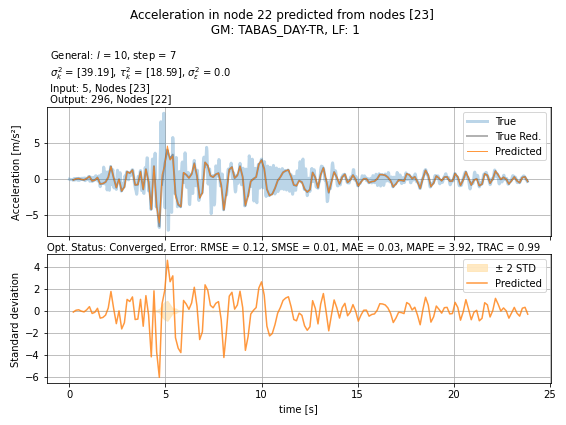 Acceleration in node 22 predicted from nodes [23]
GM: TABAS_DAY-TR, LF: 1
General: l = 10, step = 7
σ²ₖ = [39.19], τ²ₖ = [18.59], σ²ε = 0.0
Input: 5, Nodes [23]
Output: 296, Nodes [22]
Acceleration [m/s²]
5
0
−5
True
True Red.
Predicted
Opt. Status: Converged, Error: RMSE = 0.12, SMSE = 0.01, MAE = 0.03, MAPE = 3.92, TRAC = 0.99
Standard deviation
4
2
0
−2
−4
−6
± 2 STD
Predicted
0 5 10 15 20 25
time [s]